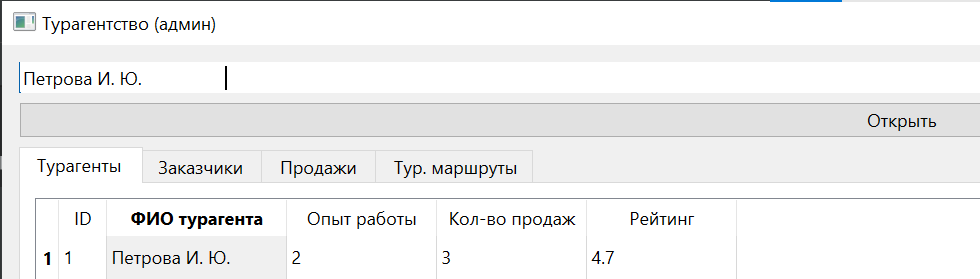 Турагентство (админ)
Петрова И. Ю.
Открыть
Турагенты Заказчики Продажи Тур. маршруты
ID ФИО турагента Опыт работы Кол-во продаж Рейтинг
1 1 Петрова И. Ю. 2 3 4.7